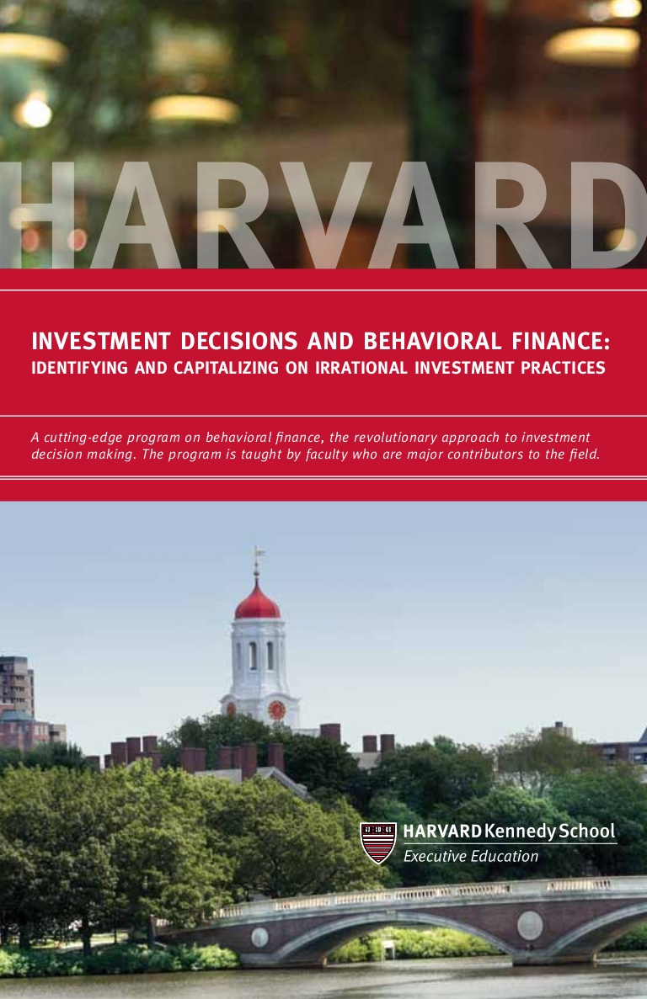 HARVARD
INVESTMENT DECISIONS AND BEHAVIORAL FINANCE:
IDENTIFYING AND CAPITALIZING ON IRRATIONAL INVESTMENT PRACTICES
A cutting-edge program on behavioral finance, the revolutionary approach to investment
decision making. The program is taught by faculty who are major contributors to the field.
HARVARD Kennedy School
Executive Education